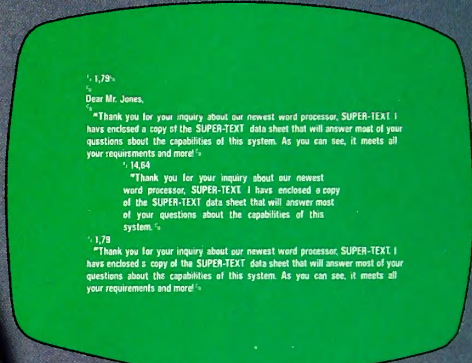 1,79
Dear Mr. Jones,
"Thank you for your inquiry about our newest word processor, SUPER-TEXT. I
have enclosed a copy of the SUPER-TEXT data sheet that will answer most of your
questions about the capabilities of this system. As you can see, it meets all
your requirements and more!
14,64
"Thank you for your inquiry about our newest
word processor, SUPER-TEXT. I have enclosed a copy
of the SUPER-TEXT data sheet that will answer most
of your questions about the capabilities of this
system.
1,79
"Thank you for your inquiry about our newest word processor, SUPER-TEXT. I
have enclosed a copy of the SUPER-TEXT data sheet that will answer most of your
questions about the capabilities of this system. As you can see, it meets all
your requirements and more!